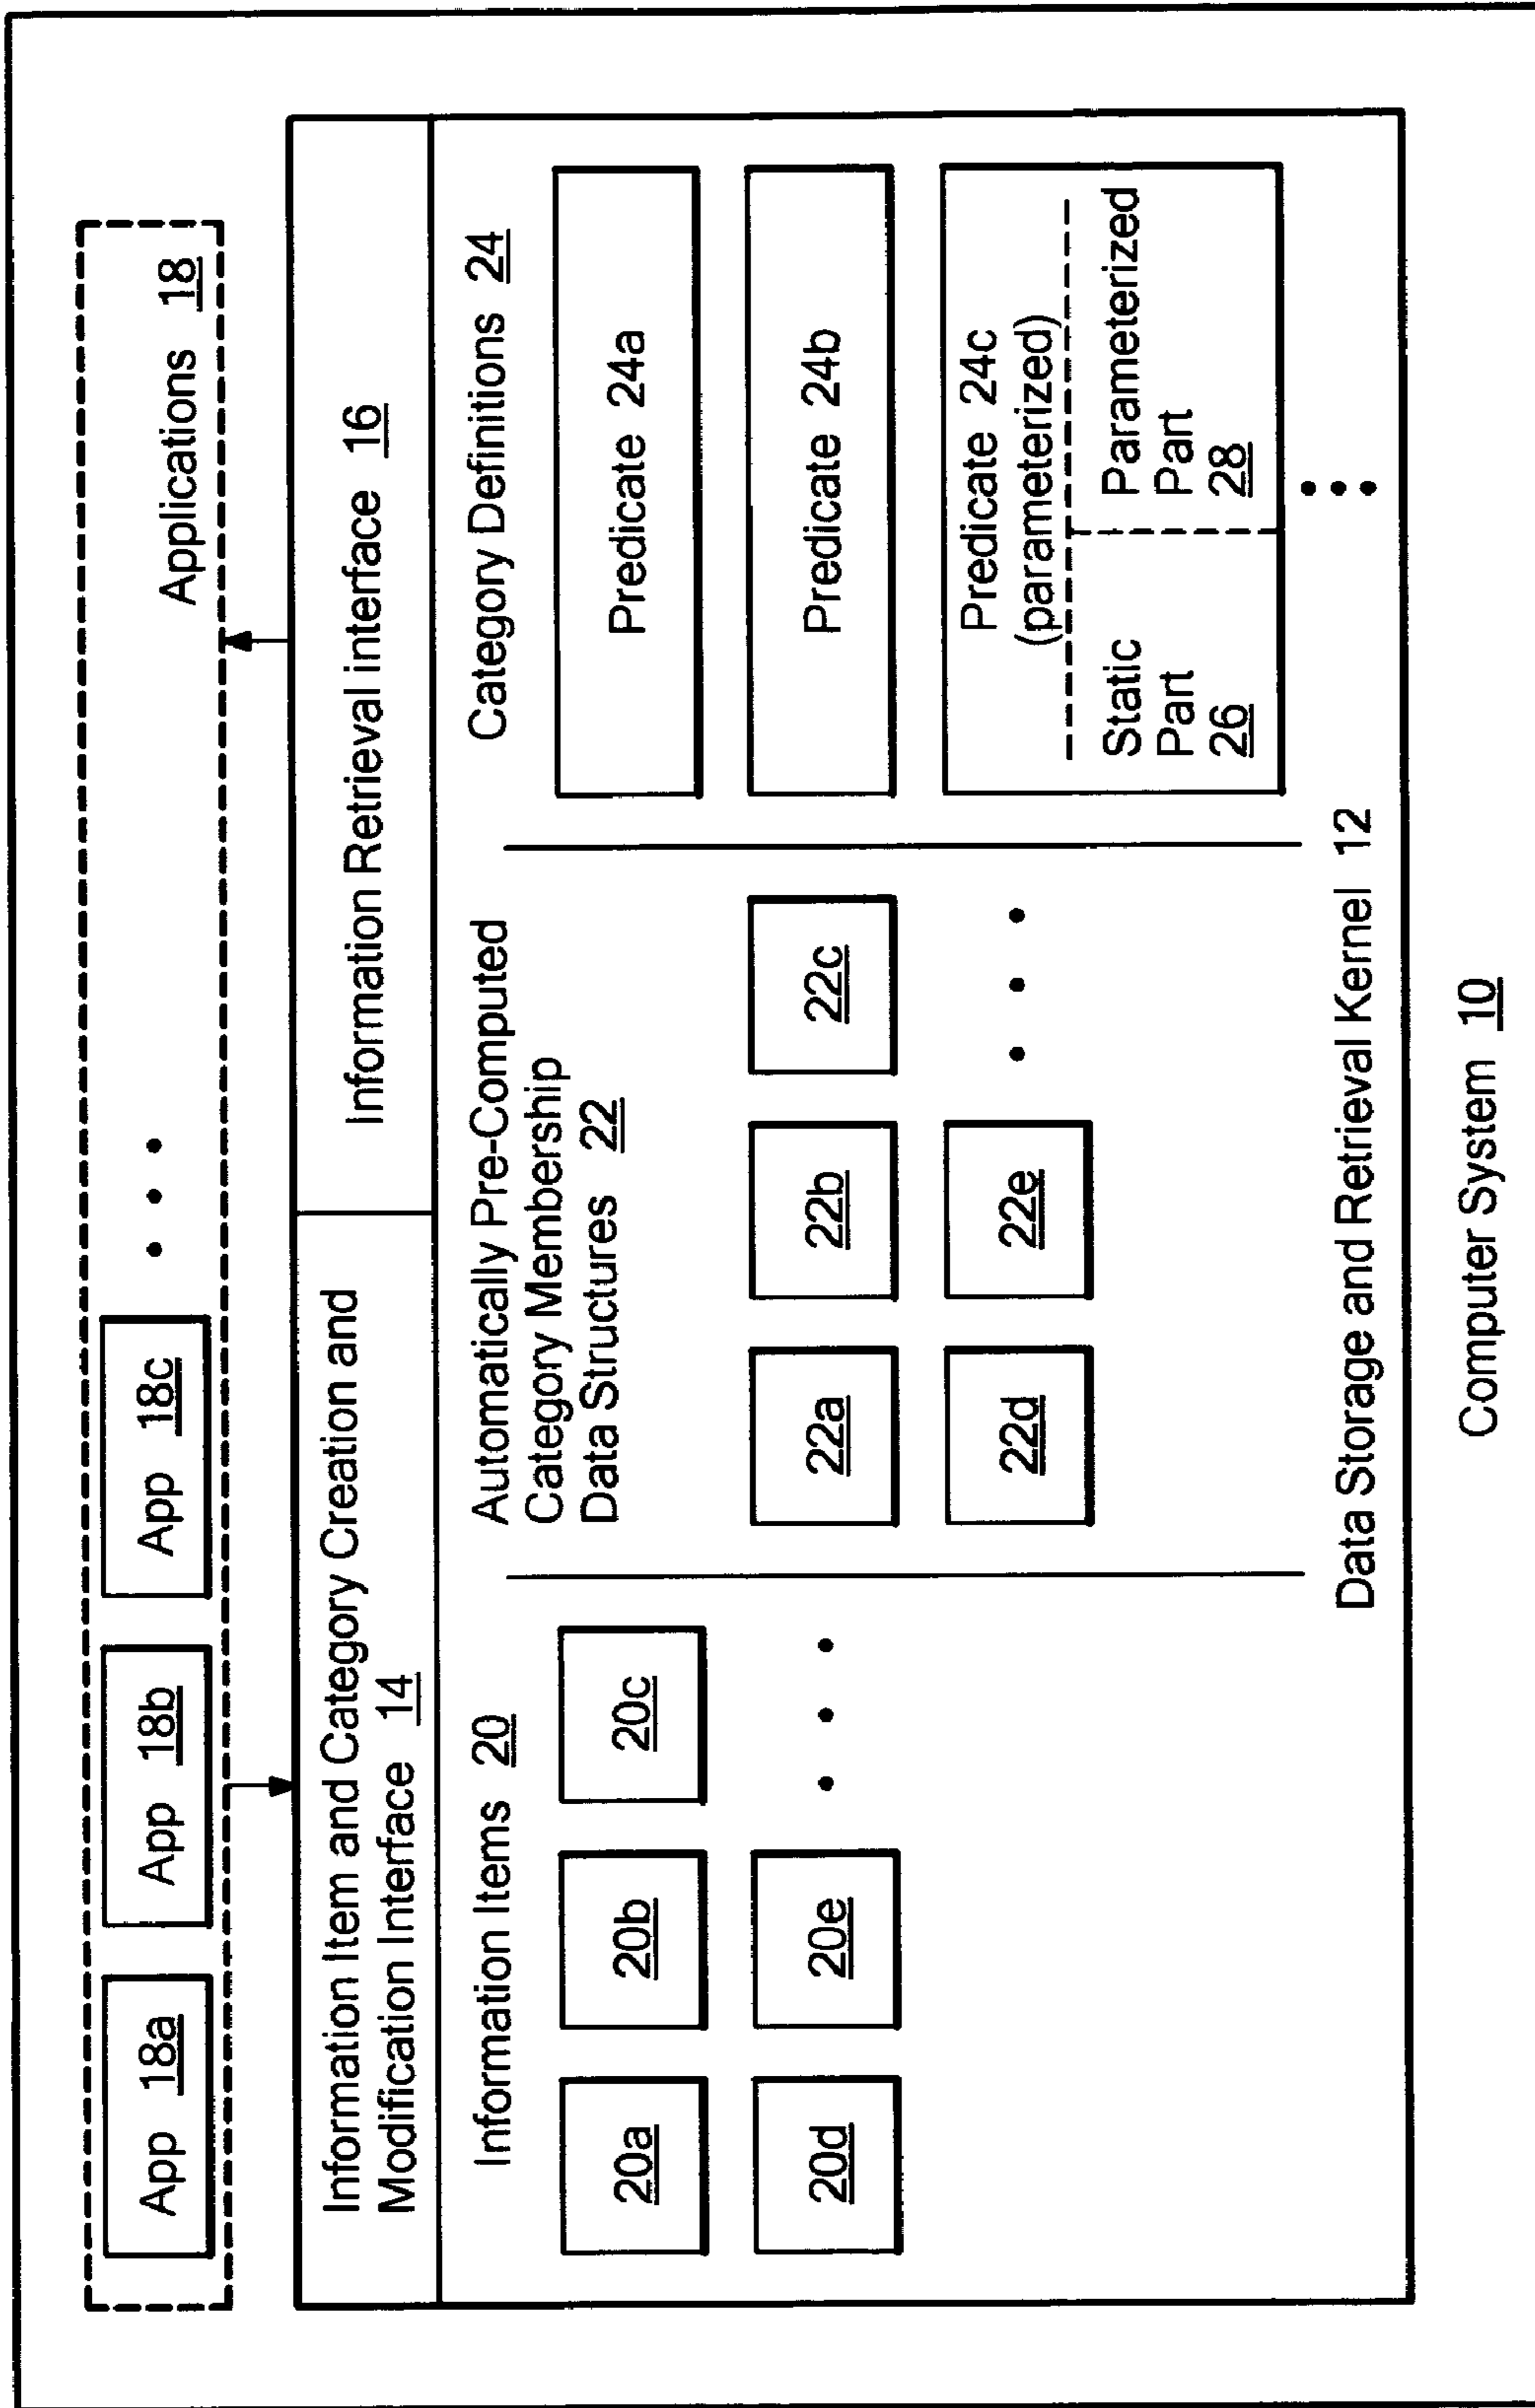 App 18a
App 18b
App 18c
Applications 18
Information Item and Category Creation and
Modification Interface 14
Information Retrieval interface 16
Information Items 20
20a
20b
20c
20d
20e
Automatically Pre-Computed
Category Membership
Data Structures 22
22a
22b
22c
22d
22e
Category Definitions 24
Predicate 24a
Predicate 24b
Predicate 24c
(parameterized)
Static
Part
26
Parameterized
Part
28
Data Storage and Retrieval Kernel 12
Computer System 10